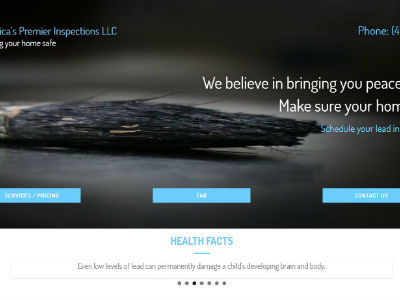 ica's Premier Inspections LLC
g your home safe
Phone: (4
We believe in bringing you peace
Make sure your hom
Schedule your lead in
SERVICES / PRICING
FAQ
CONTACT US
HEALTH FACTS
Even low levels of lead can permanently damage a child's developing brain and body.